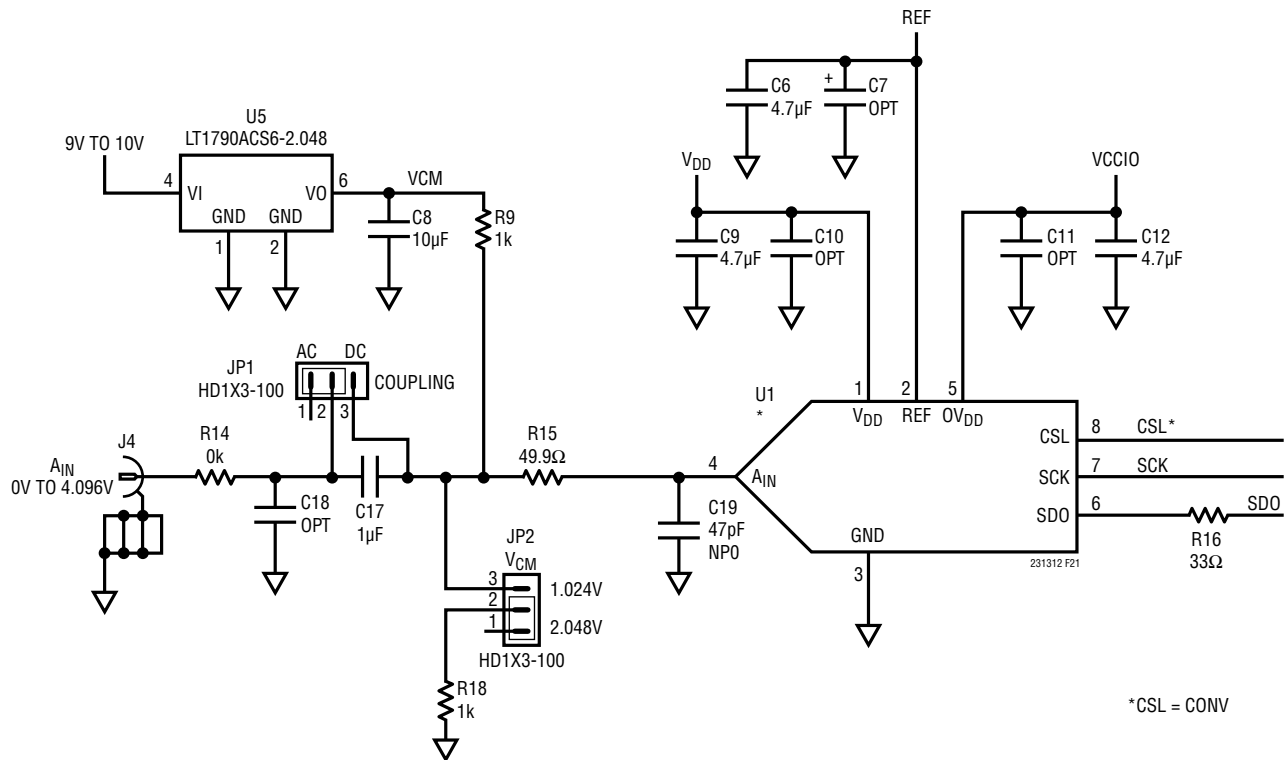 REF
C6
4.7µF
+
C7
OPT
U5
LT1790ACS6-2.048
9V TO 10V
4
VI
VO
6
VCM
GND
GND
1
2
C8
10µF
R9
1k
VDD
C9
4.7µF
C10
OPT
VCCIO
C11
OPT
C12
4.7µF
AC
DC
JP1
HD1X3-100
COUPLING
1
2
3
U1
*
1
2
5
VDD
REF
OVDD
J4
AIN
0V TO 4.096V
R14
0k
C18
OPT
C17
1µF
R15
49.9Ω
4
AIN
C19
47pF
NPO
GND
3
CSL
8
CSL*
SCK
7
SCK
SDO
6
SDO
R16
33Ω
231312 F21
JP2
VCM
3
1.024V
2
1
2.048V
HD1X3-100
R18
1k
*CSL = CONV